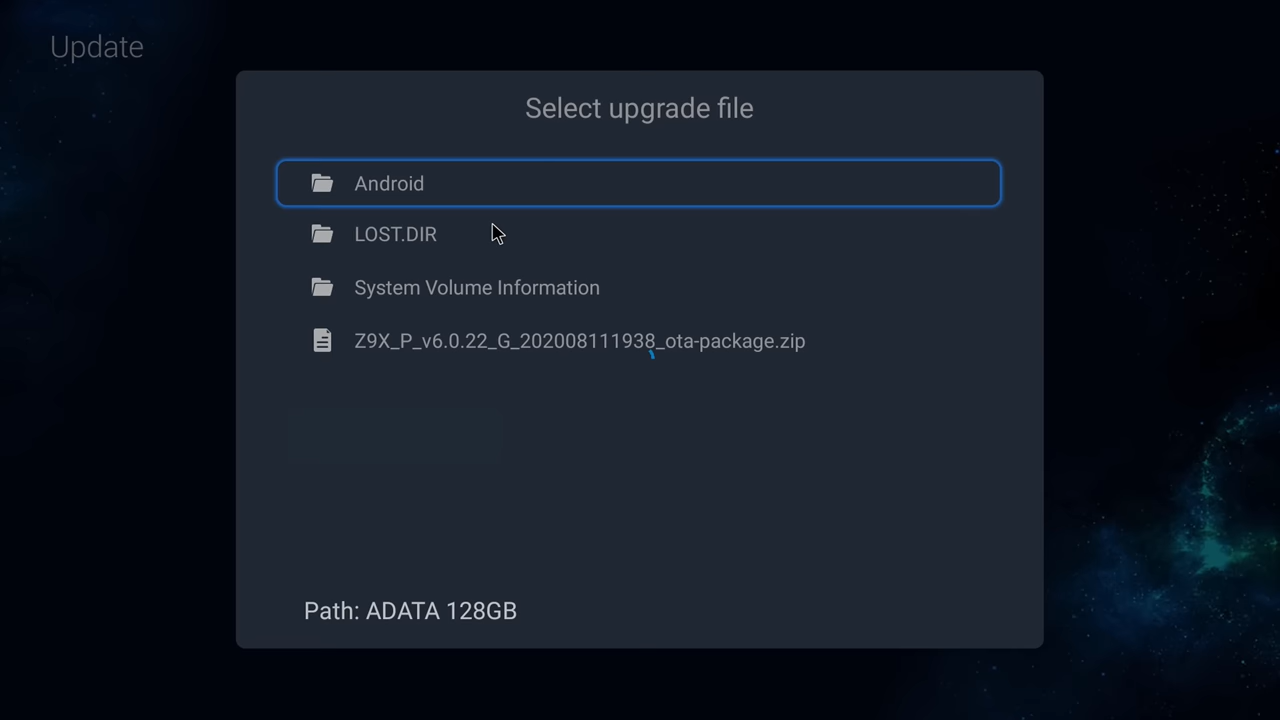 Update
Select upgrade file
Android
LOST.DIR
System Volume Information
Z9X_P_v6.0.22_G_202008111938_ota-package.zip
Path: ADATA 128GB